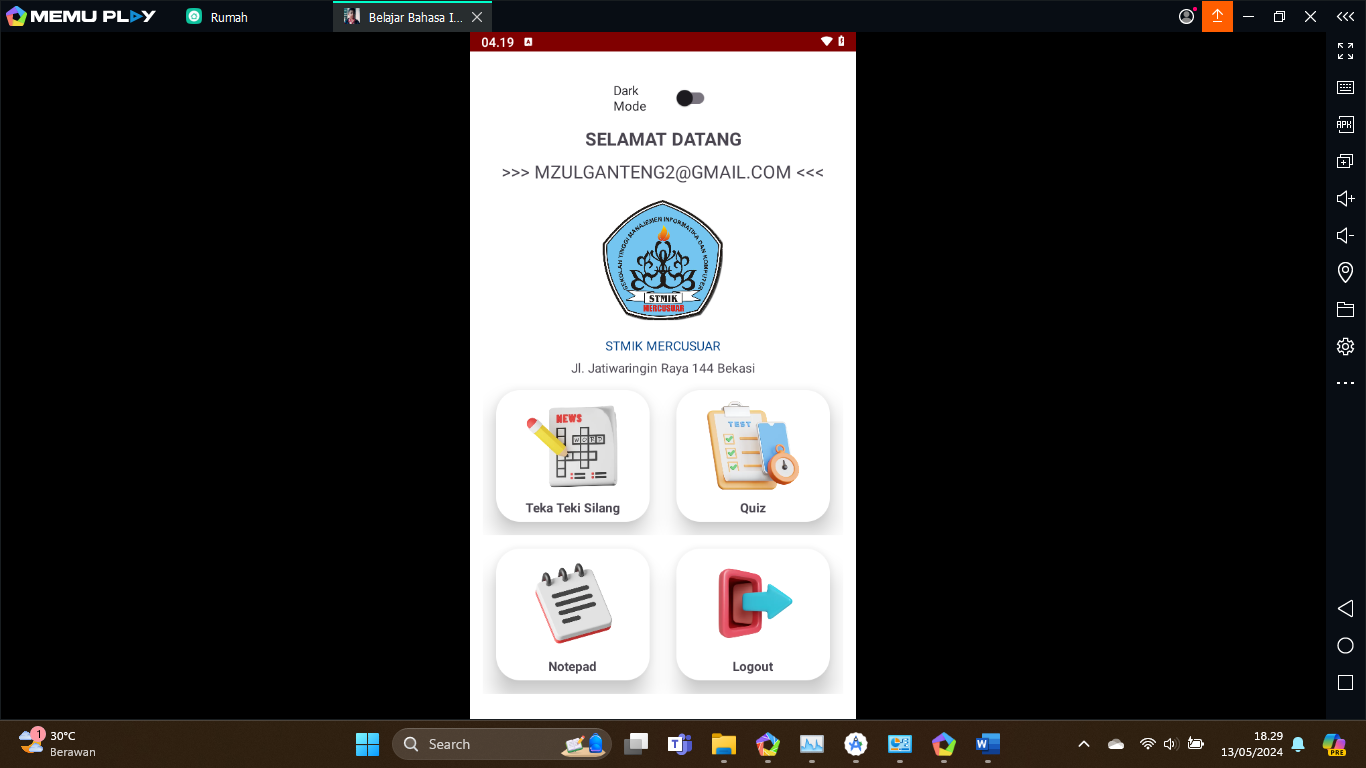 MEMU PLAY
Rumah
Belajar Bahasa I...
04.19
Dark
Mode
SELAMAT DATANG
>>> MZULGANTENG2@GMAIL.COM <<<
SEKOLAH TINGGI MANAJEMEN INFORMATIKA DAN KOMPUTER
STMIK
MERCUSUAR
STMIK MERCUSUAR
Jl. Jatiwaringin Raya 144 Bekasi
NEWS
WORD
Teka Teki Silang
TEST
Quiz
Notepad
Logout
APK
1
30°C
Berawan
Search
18.29
13/05/2024
PRE